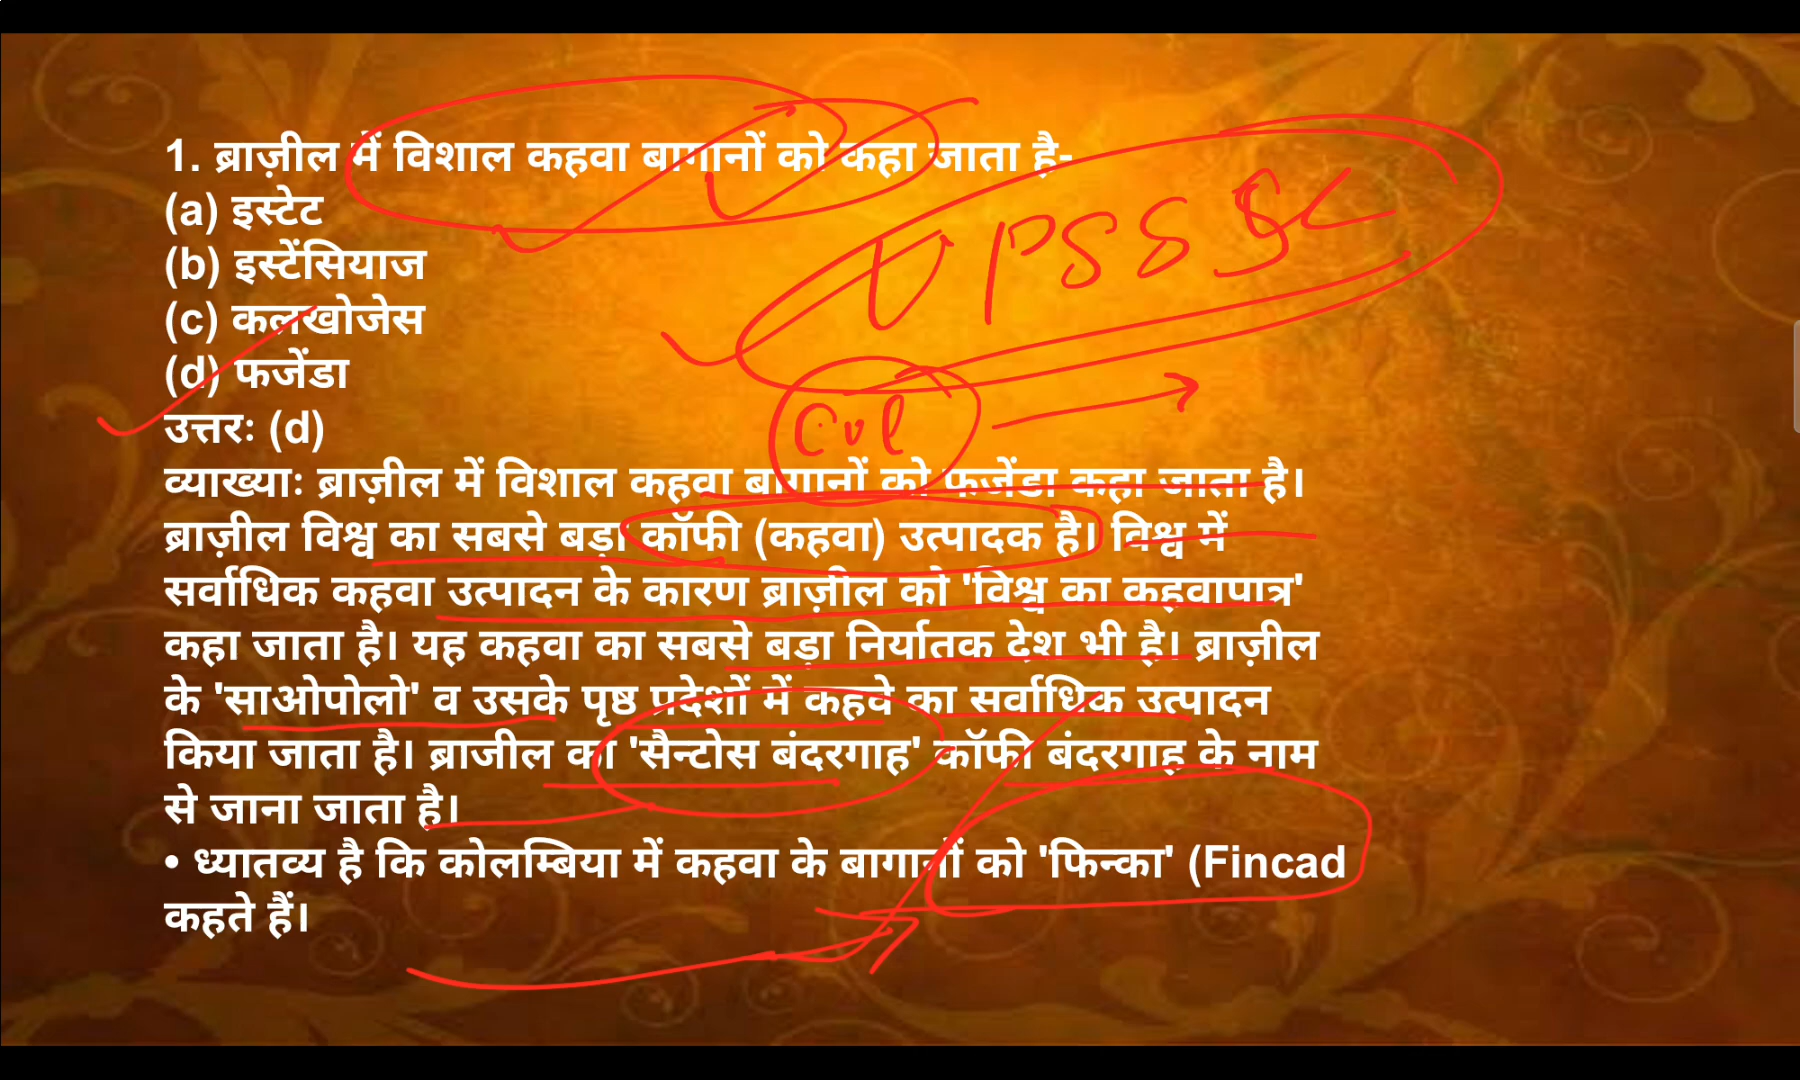 1. ब्राज़ील में विशाल कहवा बागानों को कहा जाता है-
(a) इस्टेट
(b) इस्टेंसियाज
(c) कलखोजेस
(d) फजेंडा
उत्तरः (d)
व्याख्याः ब्राज़ील में विशाल कहवा बागानों को फजेंडा कहा जाता है।
ब्राज़ील विश्व का सबसे बड़ा कॉफी (कहवा) उत्पादक है। विश्व में
सर्वाधिक कहवा उत्पादन के कारण ब्राज़ील को 'विश्व का कहवापात्र'
कहा जाता है। यह कहवा का सबसे बड़ा निर्यातक देश भी है। ब्राज़ील
के 'साओपोलो' व उसके पृष्ठ प्रदेशों में कहवे का सर्वाधिक उत्पादन
किया जाता है। ब्राजील का 'सैन्टोस बंदरगाह' कॉफी बंदरगाह के नाम
से जाना जाता है।
• ध्यातव्य है कि कोलम्बिया में कहवा के बागानों को 'फिन्का' (Fincad
कहते हैं।